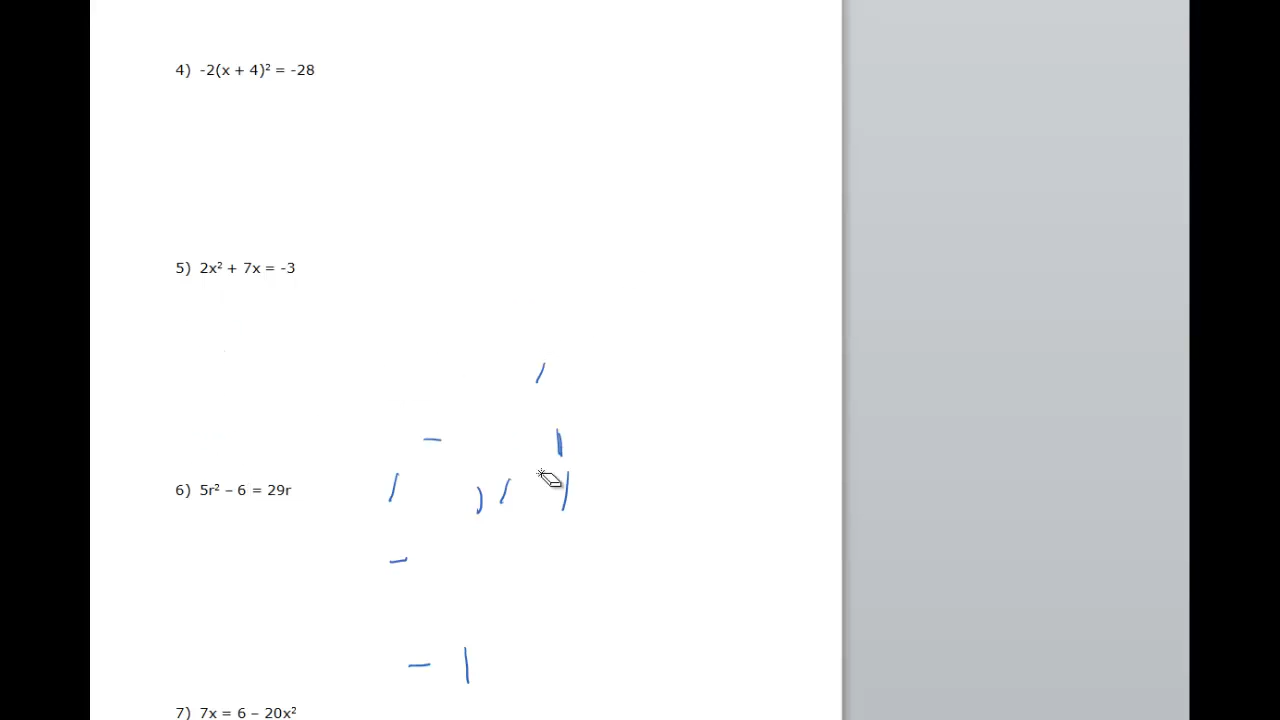 4) -2(x + 4)² = -28
5) 2x² + 7x = -3
6) 5r² – 6 = 29r
7) 7x = 6 – 20x²